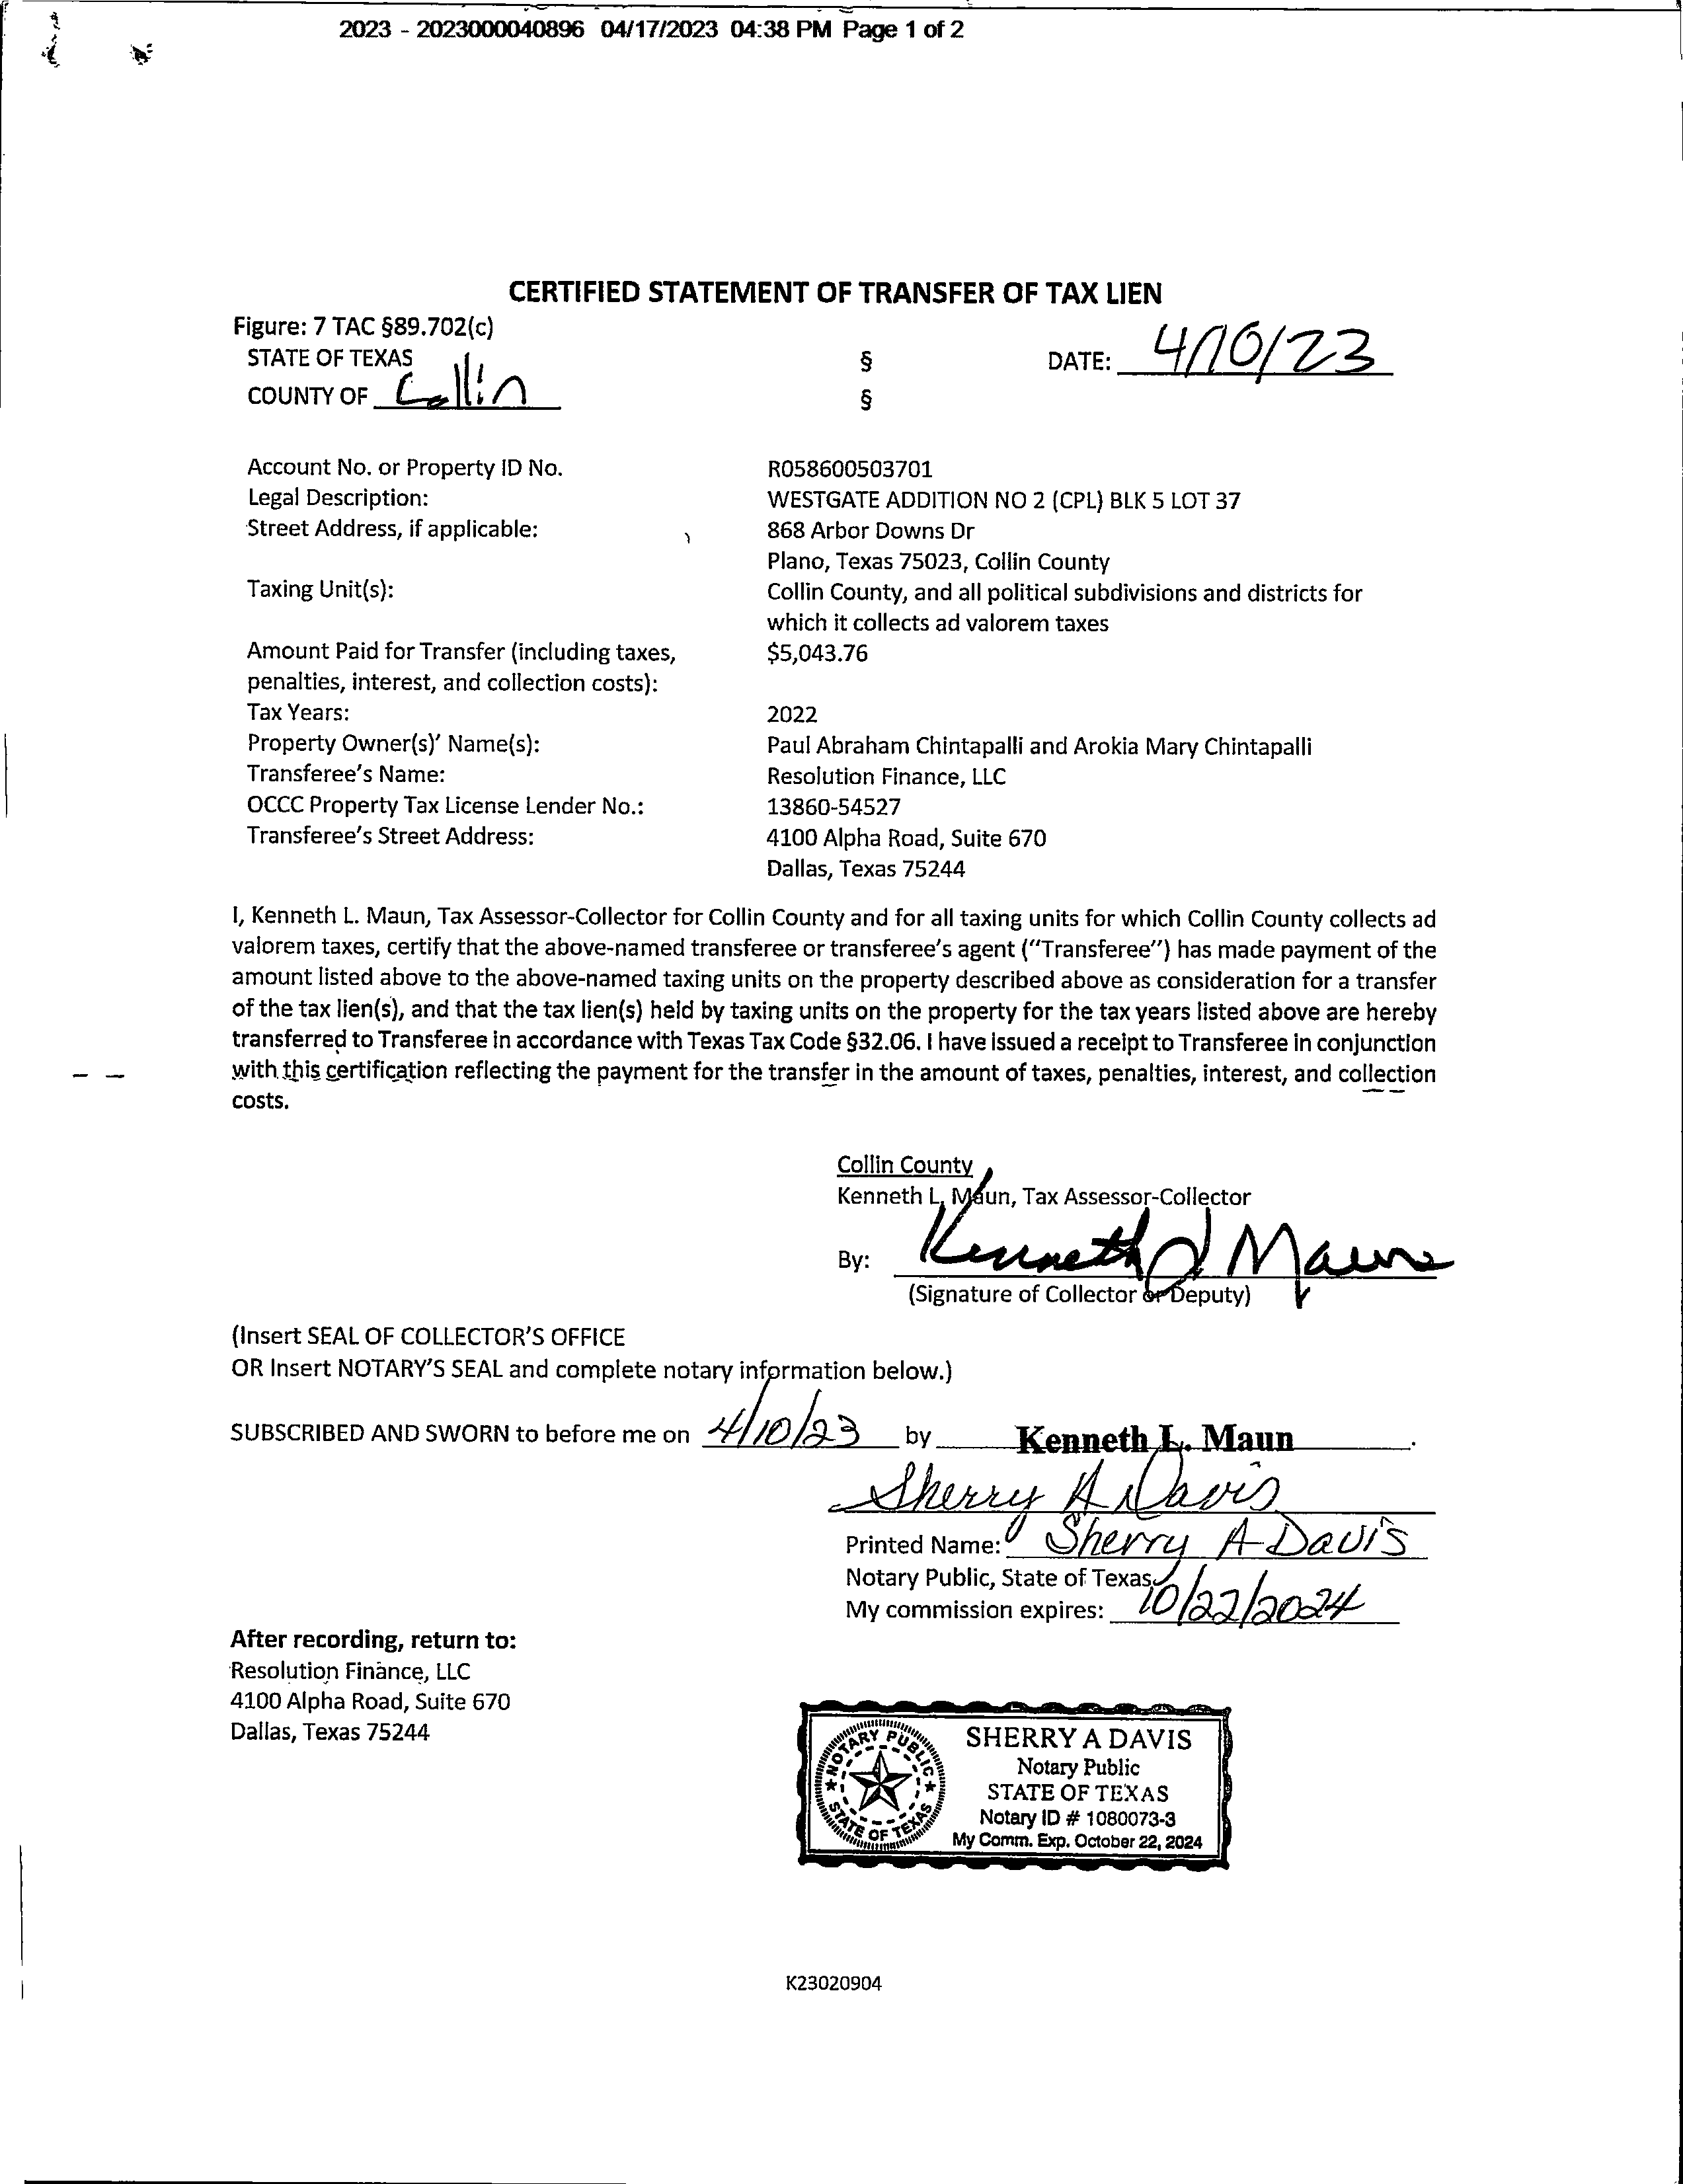 2023 - 2023000040896 04/17/2023 04:38 PM Page 1 of 2
CERTIFIED STATEMENT OF TRANSFER OF TAX LIEN
Figure: 7 TAC §89.702(c)
STATE OF TEXAS § DATE: 4/10/23
COUNTY OF Collin §
Account No. or Property ID No. R058600503701
Legal Description: WESTGATE ADDITION NO 2 (CPL) BLK 5 LOT 37
Street Address, if applicable: 868 Arbor Downs Dr
Plano, Texas 75023, Collin County
Taxing Unit(s): Collin County, and all political subdivisions and districts for
which it collects ad valorem taxes
Amount Paid for Transfer (including taxes, $5,043.76
penalties, interest, and collection costs):
Tax Years: 2022
Property Owner(s)' Name(s): Paul Abraham Chintapalli and Arokia Mary Chintapalli
Transferee's Name: Resolution Finance, LLC
OCCC Property Tax License Lender No.: 13860-54527
Transferee's Street Address: 4100 Alpha Road, Suite 670
Dallas, Texas 75244
I, Kenneth L. Maun, Tax Assessor-Collector for Collin County and for all taxing units for which Collin County collects ad
valorem taxes, certify that the above-named transferee or transferee's agent ("Transferee") has made payment of the
amount listed above to the above-named taxing units on the property described above as consideration for a transfer
of the tax lien(s), and that the tax lien(s) held by taxing units on the property for the tax years listed above are hereby
transferred to Transferee in accordance with Texas Tax Code §32.06. I have issued a receipt to Transferee in conjunction
with this certification reflecting the payment for the transfer in the amount of taxes, penalties, interest, and collection
costs.
Collin County
Kenneth L. Maun, Tax Assessor-Collector
By: Kenneth L Maun
(Signature of Collector or Deputy)
(Insert SEAL OF COLLECTOR'S OFFICE
OR Insert NOTARY'S SEAL and complete notary information below.)
SUBSCRIBED AND SWORN to before me on 4/10/23 by Kenneth L. Maun.
Sherry A Davis
Printed Name: Sherry A Davis
Notary Public, State of Texas
My commission expires: 10/22/2024
After recording, return to:
Resolution Finance, LLC
4100 Alpha Road, Suite 670
Dallas, Texas 75244
NOTARY PUBLIC
STATE OF TEXAS
SHERRY A DAVIS
Notary Public
STATE OF TEXAS
Notary ID # 1080073-3
My Comm. Exp. October 22, 2024
K23020904